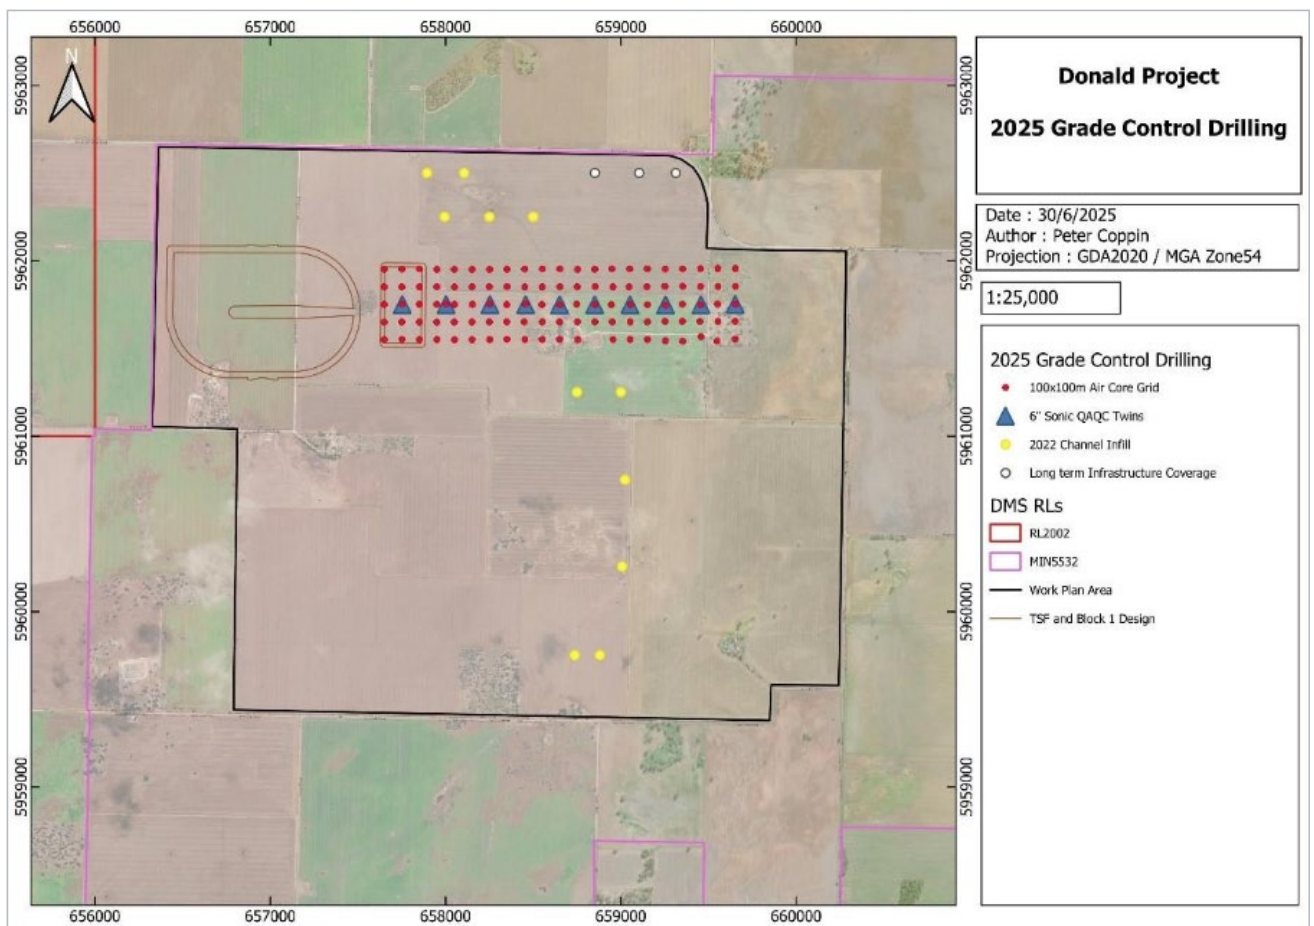 656000 657000 658000 659000 660000
Donald Project
2025 Grade Control Drilling
Date : 30/6/2025
Author : Peter Coppin
Projection : GDA2020 / MGA Zone54
1:25,000
N
5963000 5963000
5962000 5962000
5961000 5961000
5960000 5960000
5959000 5959000
2025 Grade Control Drilling
100x100m Air Core Grid
6" Sonic QAQC Twins
2022 Channel Infill
Long term Infrastructure Coverage
DMS RLs
RL2002
MIN5532
Work Plan Area
TSF and Block 1 Design
656000 657000 658000 659000 660000